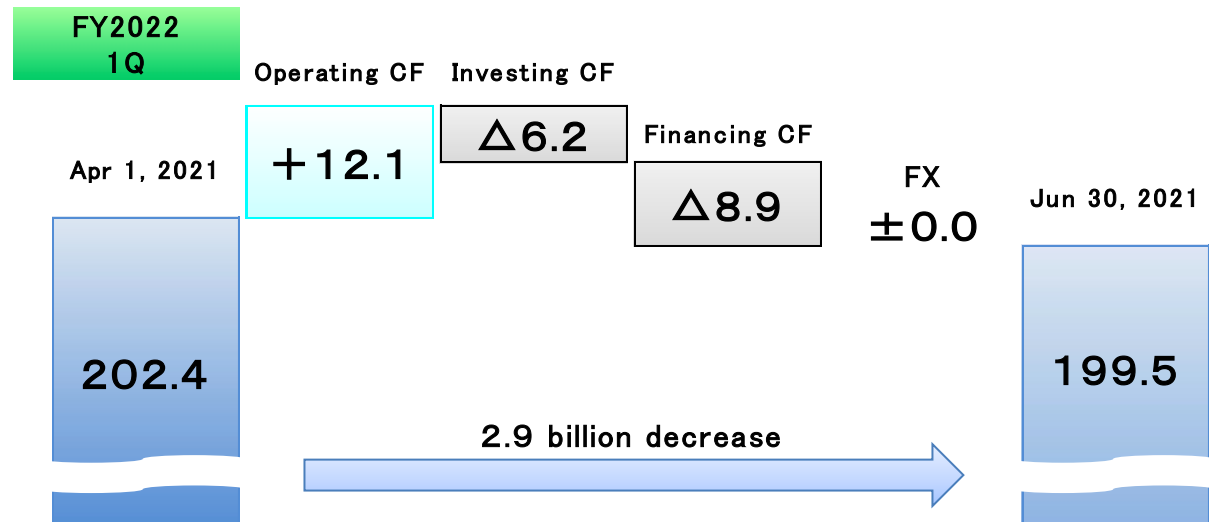 FY2022
1Q
Operating CF
Investing CF
Financing CF
FX
Apr 1, 2021
Jun 30, 2021
+12.1
△6.2
△8.9
±0.0
202.4
199.5
2.9 billion decrease